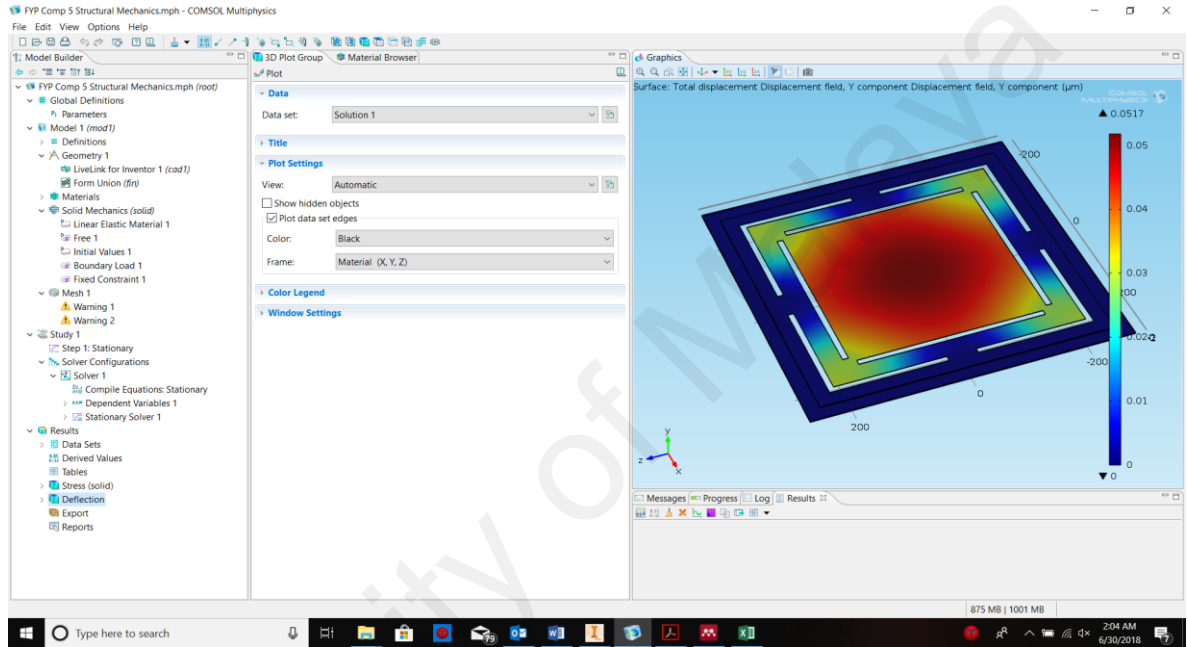 FYP Comp 5 Structural Mechanics.mph - COMSOL Multiphysics
File Edit View Options Help
Model Builder
FYP Comp 5 Structural Mechanics.mph (root)
Global Definitions
Parameters
Model 1 (mod1)
Definitions
Geometry 1
LiveLink for Inventor 1 (cad1)
Form Union (fin)
Materials
Solid Mechanics (solid)
Linear Elastic Material 1
Free 1
Initial Values 1
Boundary Load 1
Fixed Constraint 1
Mesh 1
Warning 1
Warning 2
Study 1
Step 1: Stationary
Solver Configurations
Solver 1
Compile Equations: Stationary
Dependent Variables 1
Stationary Solver 1
Results
Data Sets
Derived Values
Tables
Stress (solid)
Deflection
Export
Reports
3D Plot Group Material Browser
Plot
Data
Data set: Solution 1
Title
Plot Settings
View: Automatic
Show hidden objects
Plot data set edges
Color: Black
Frame: Material (X, Y, Z)
Color Legend
Window Settings
Graphics
Surface: Total displacement Displacement field, Y component Displacement field, Y component (µm)
COMSOL
MULTIPHYSICS
▲ 0.0517
0.05
0.04
0.03
0.02
0.01
0
▼ 0
-200
0
200
-2
-200
0
200
y
z
x
Messages Progress Log Results
875 MB | 1001 MB
Type here to search
79
2:04 AM
6/30/2018
University of Malaya